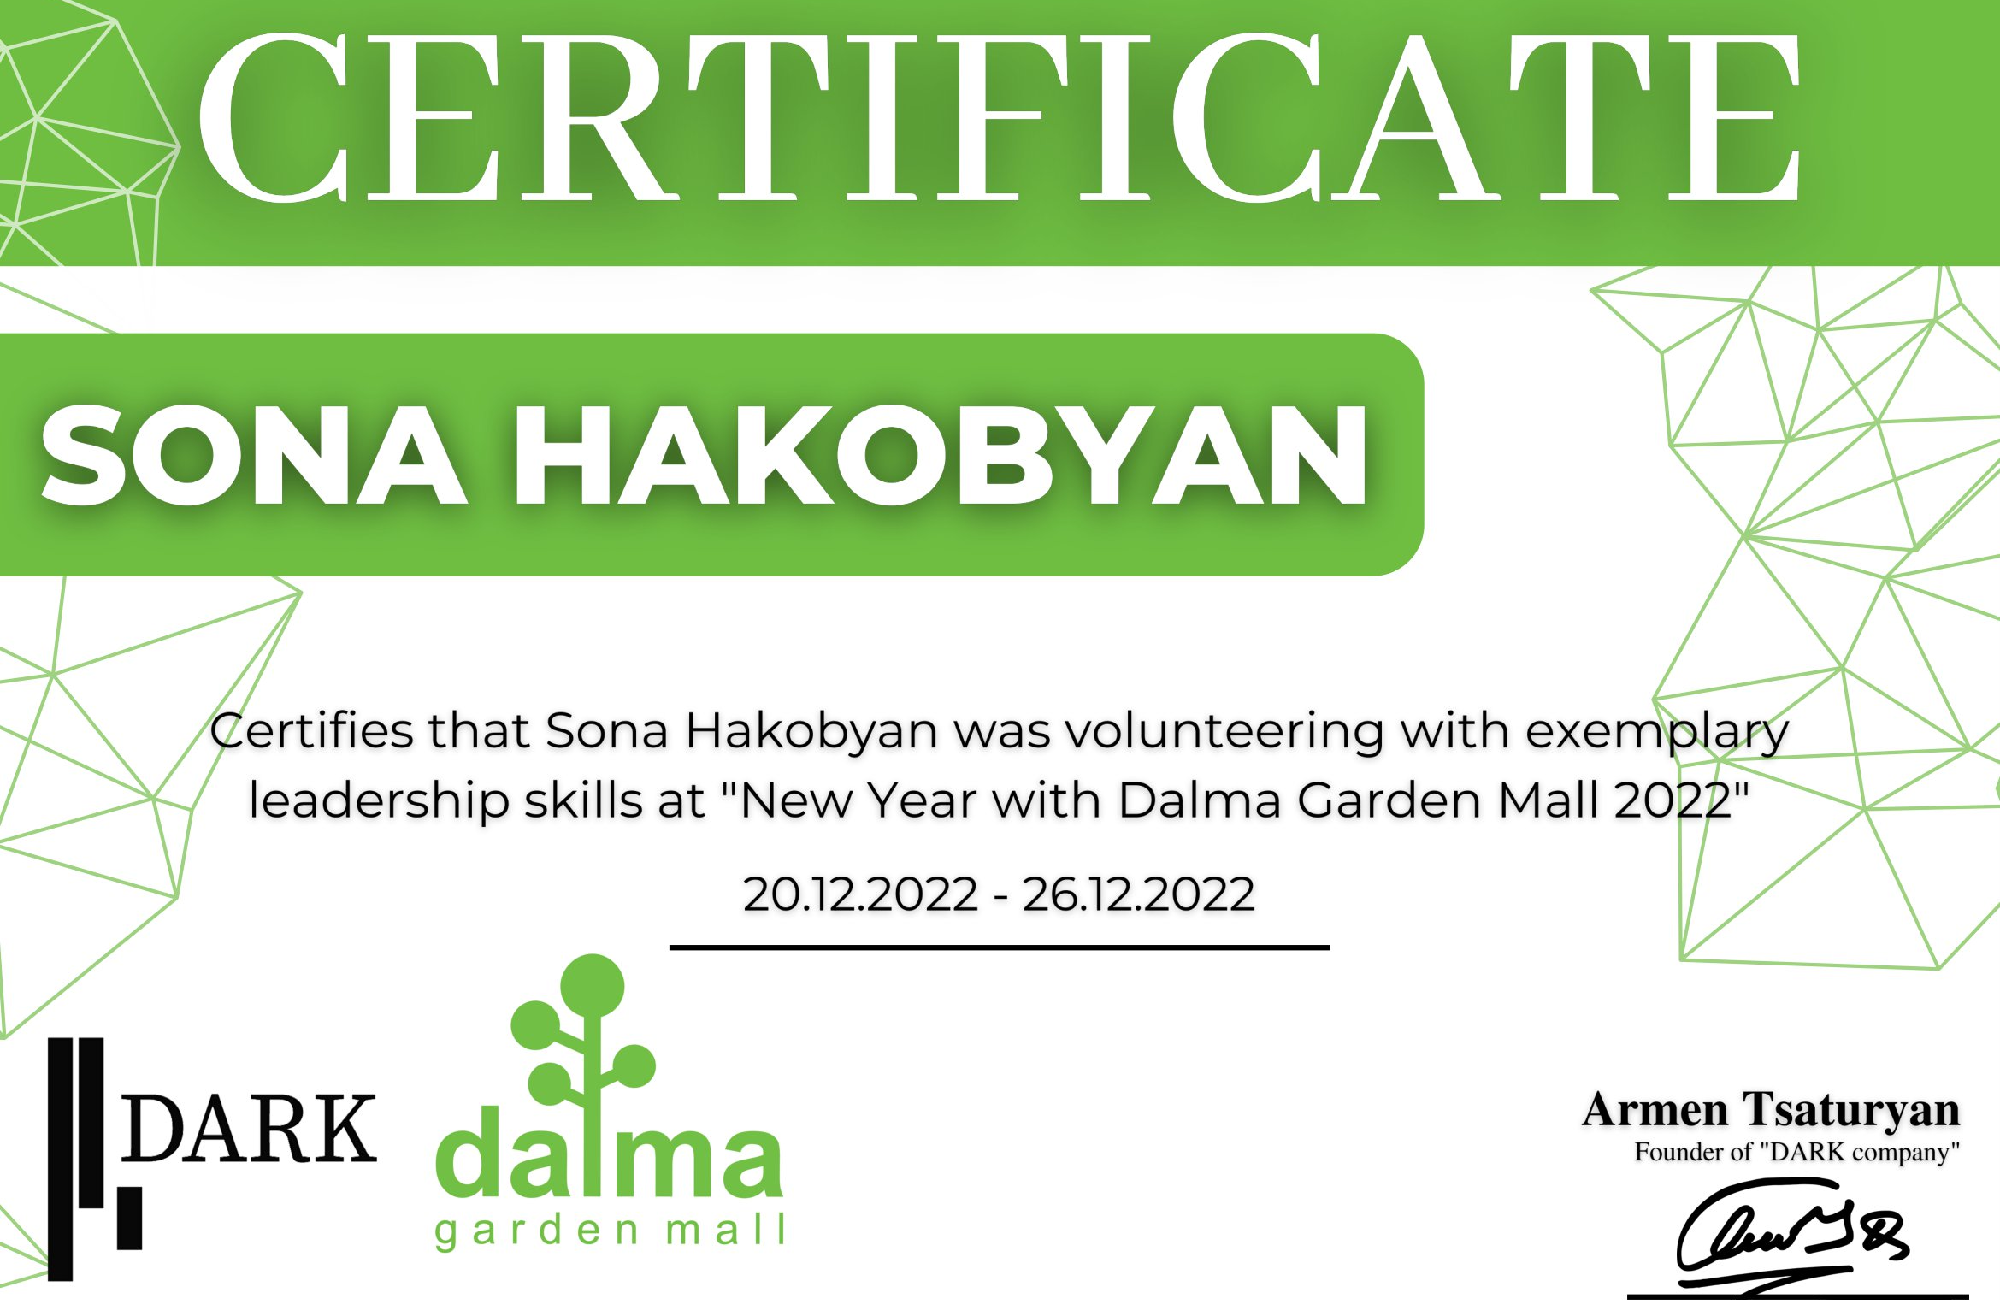 CERTIFICATE
SONA HAKOBYAN
Certifies that Sona Hakobyan was volunteering with exemplary
leadership skills at "New Year with Dalma Garden Mall 2022"
20.12.2022 - 26.12.2022
DARK
dalma
garden mall
Armen Tsaturyan
Founder of "DARK company"